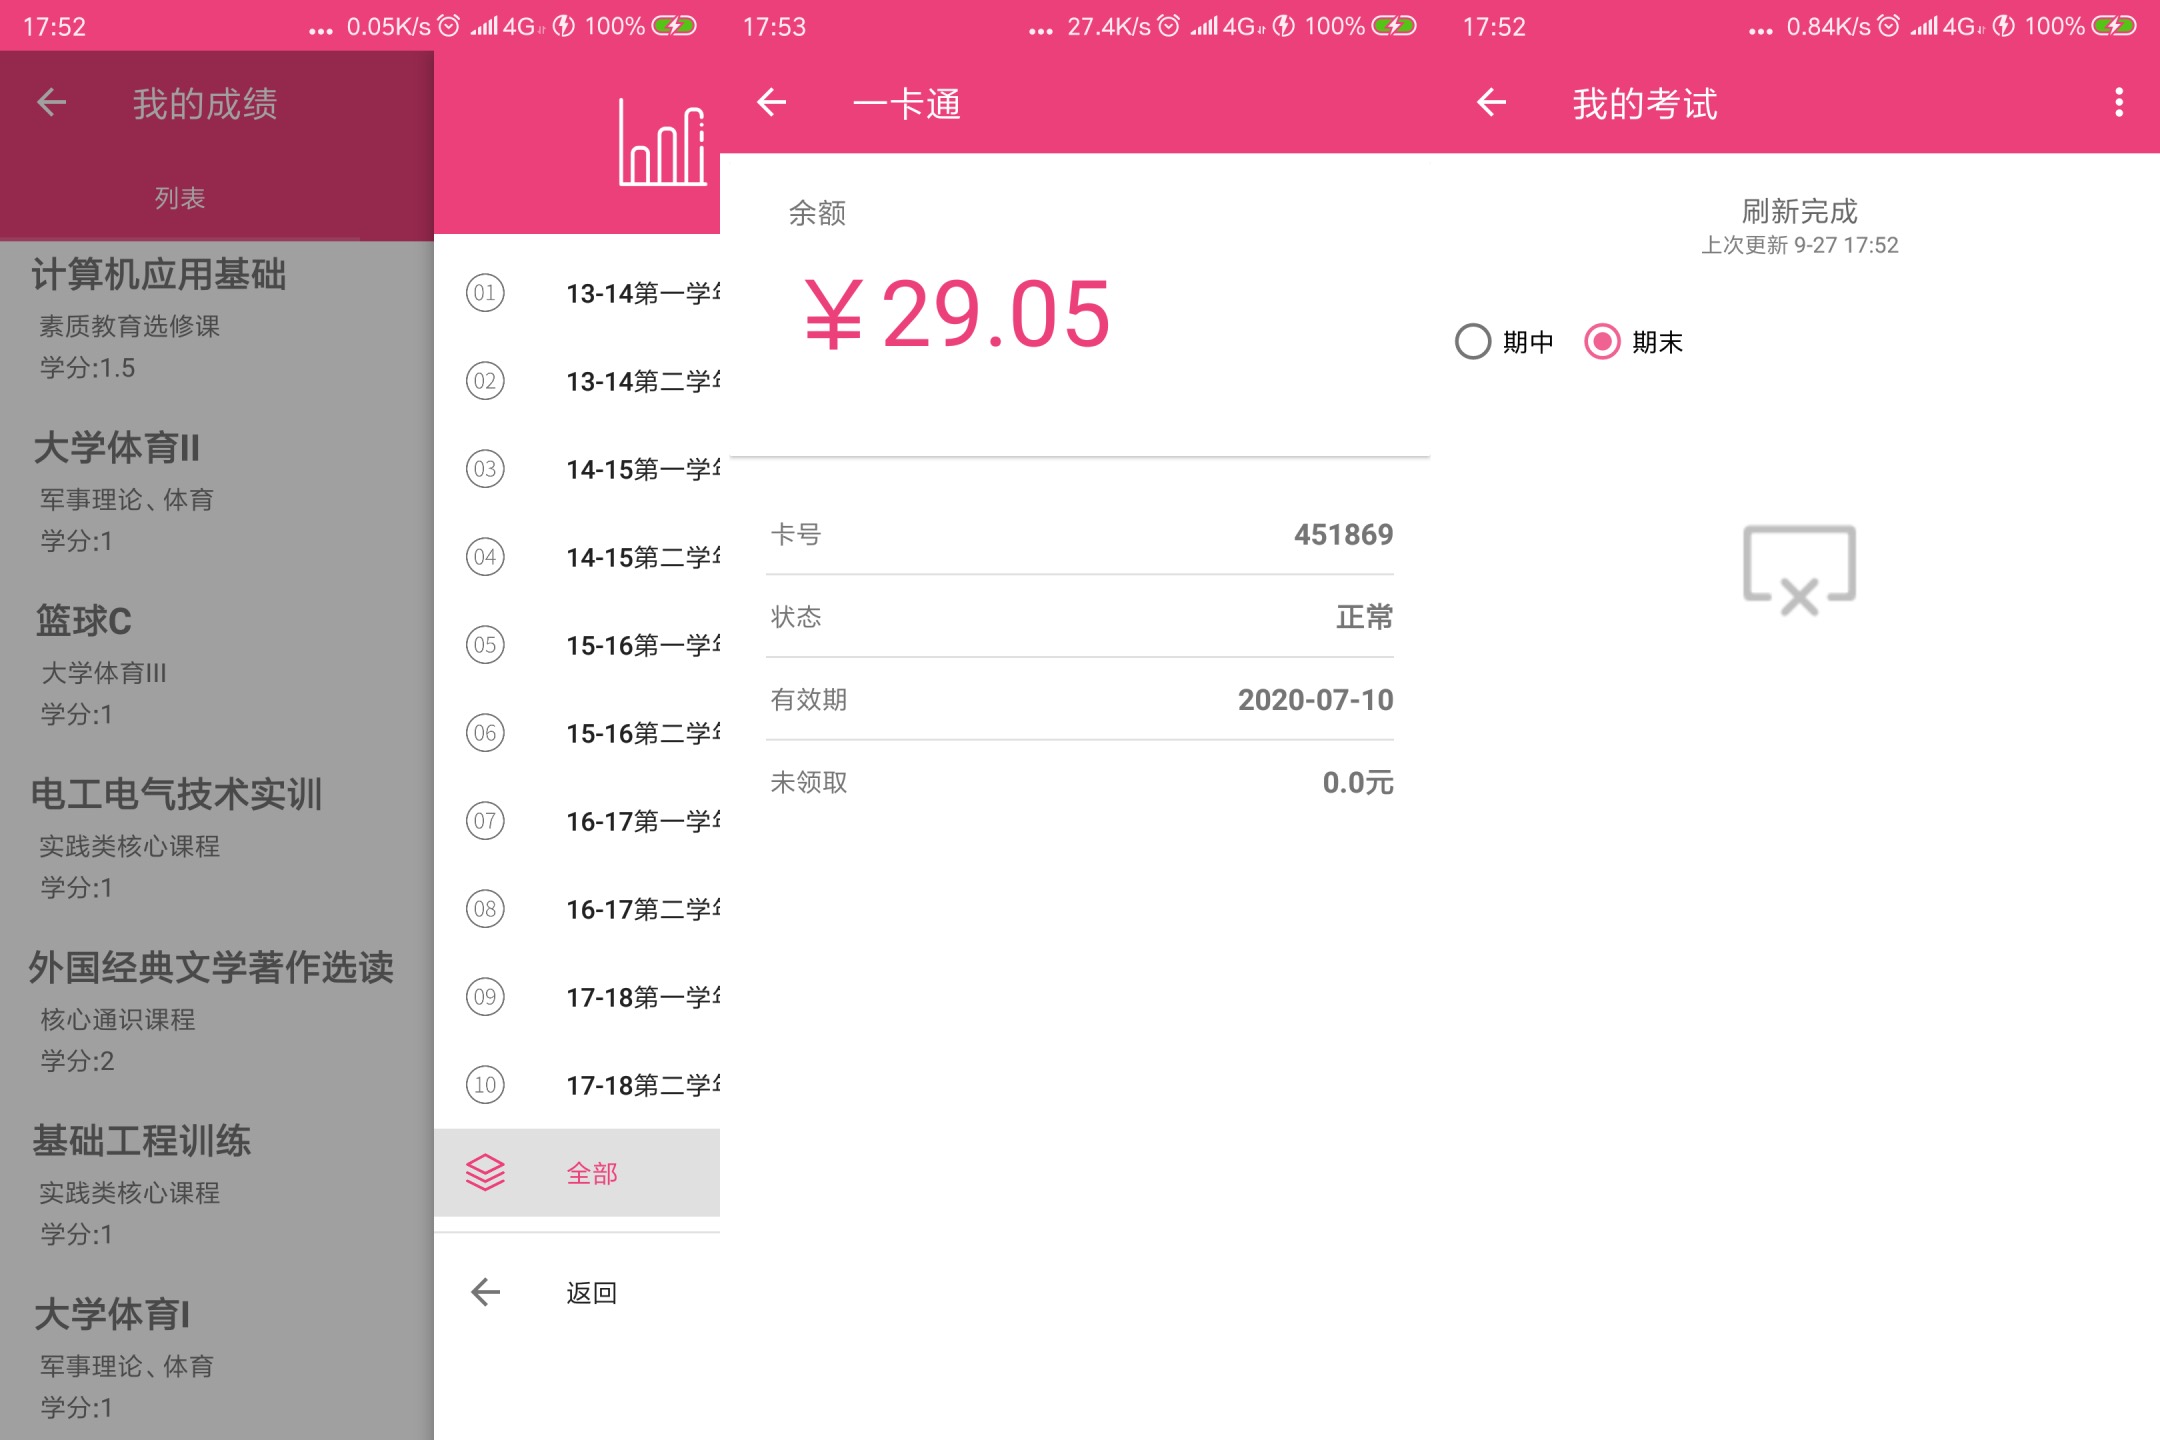 17:52
... 0.05K/s 4G 100%
我的成绩
列表
计算机应用基础
素质教育选修课
学分:1.5
大学体育II
军事理论、体育
学分:1
篮球C
大学体育III
学分:1
电工电气技术实训
实践类核心课程
学分:1
外国经典文学著作选读
核心通识课程
学分:2
基础工程训练
实践类核心课程
学分:1
大学体育I
军事理论、体育
学分:1
01 13-14第一学年
02 13-14第二学年
03 14-15第一学年
04 14-15第二学年
05 15-16第一学年
06 15-16第二学年
07 16-17第一学年
08 16-17第二学年
09 17-18第一学年
10 17-18第二学年
全部
返回
17:53
... 27.4K/s 4G 100%
一卡通
余额
￥29.05
卡号 451869
状态 正常
有效期 2020-07-10
未领取 0.0元
17:52
... 0.84K/s 4G 100%
我的考试
刷新完成
上次更新 9-27 17:52
期中 期末